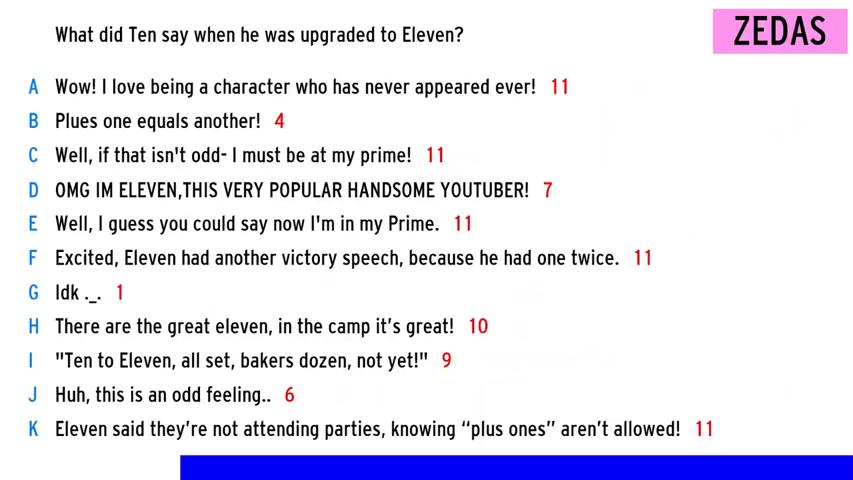 What did Ten say when he was upgraded to Eleven?
ZEDAS
A Wow! I love being a character who has never appeared ever! 11
B Plues one equals another! 4
C Well, if that isn't odd- I must be at my prime! 11
D OMG IM ELEVEN,THIS VERY POPULAR HANDSOME YOUTUBER! 7
E Well, I guess you could say now I'm in my Prime. 11
F Excited, Eleven had another victory speech, because he had one twice. 11
G Idk ._. 1
H There are the great eleven, in the camp it’s great! 10
I "Ten to Eleven, all set, bakers dozen, not yet!" 9
J Huh, this is an odd feeling.. 6
K Eleven said they’re not attending parties, knowing “plus ones” aren’t allowed! 11